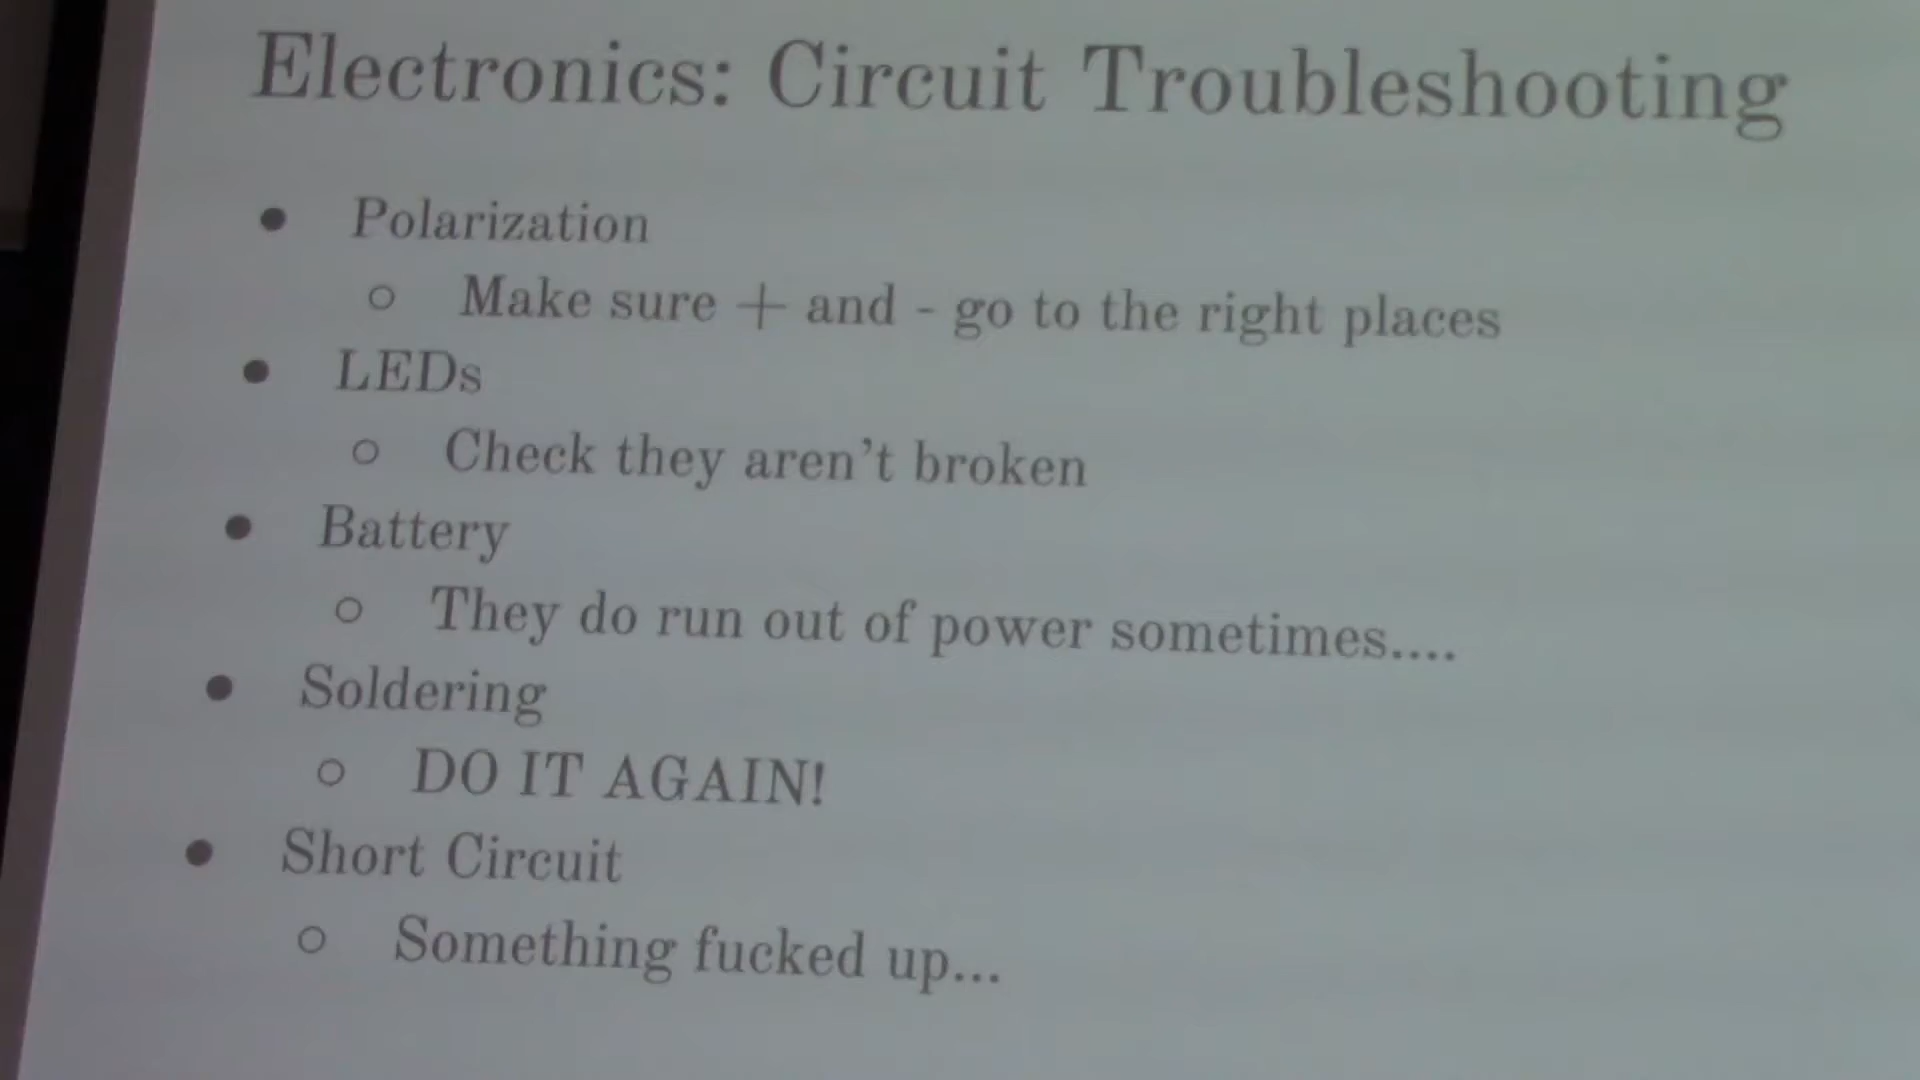 Electronics: Circuit Troubleshooting
● Polarization
○ Make sure + and - go to the right places
● LEDs
○ Check they aren't broken
● Battery
○ They do run out of power sometimes....
● Soldering
○ DO IT AGAIN!
● Short Circuit
○ Something fucked up...